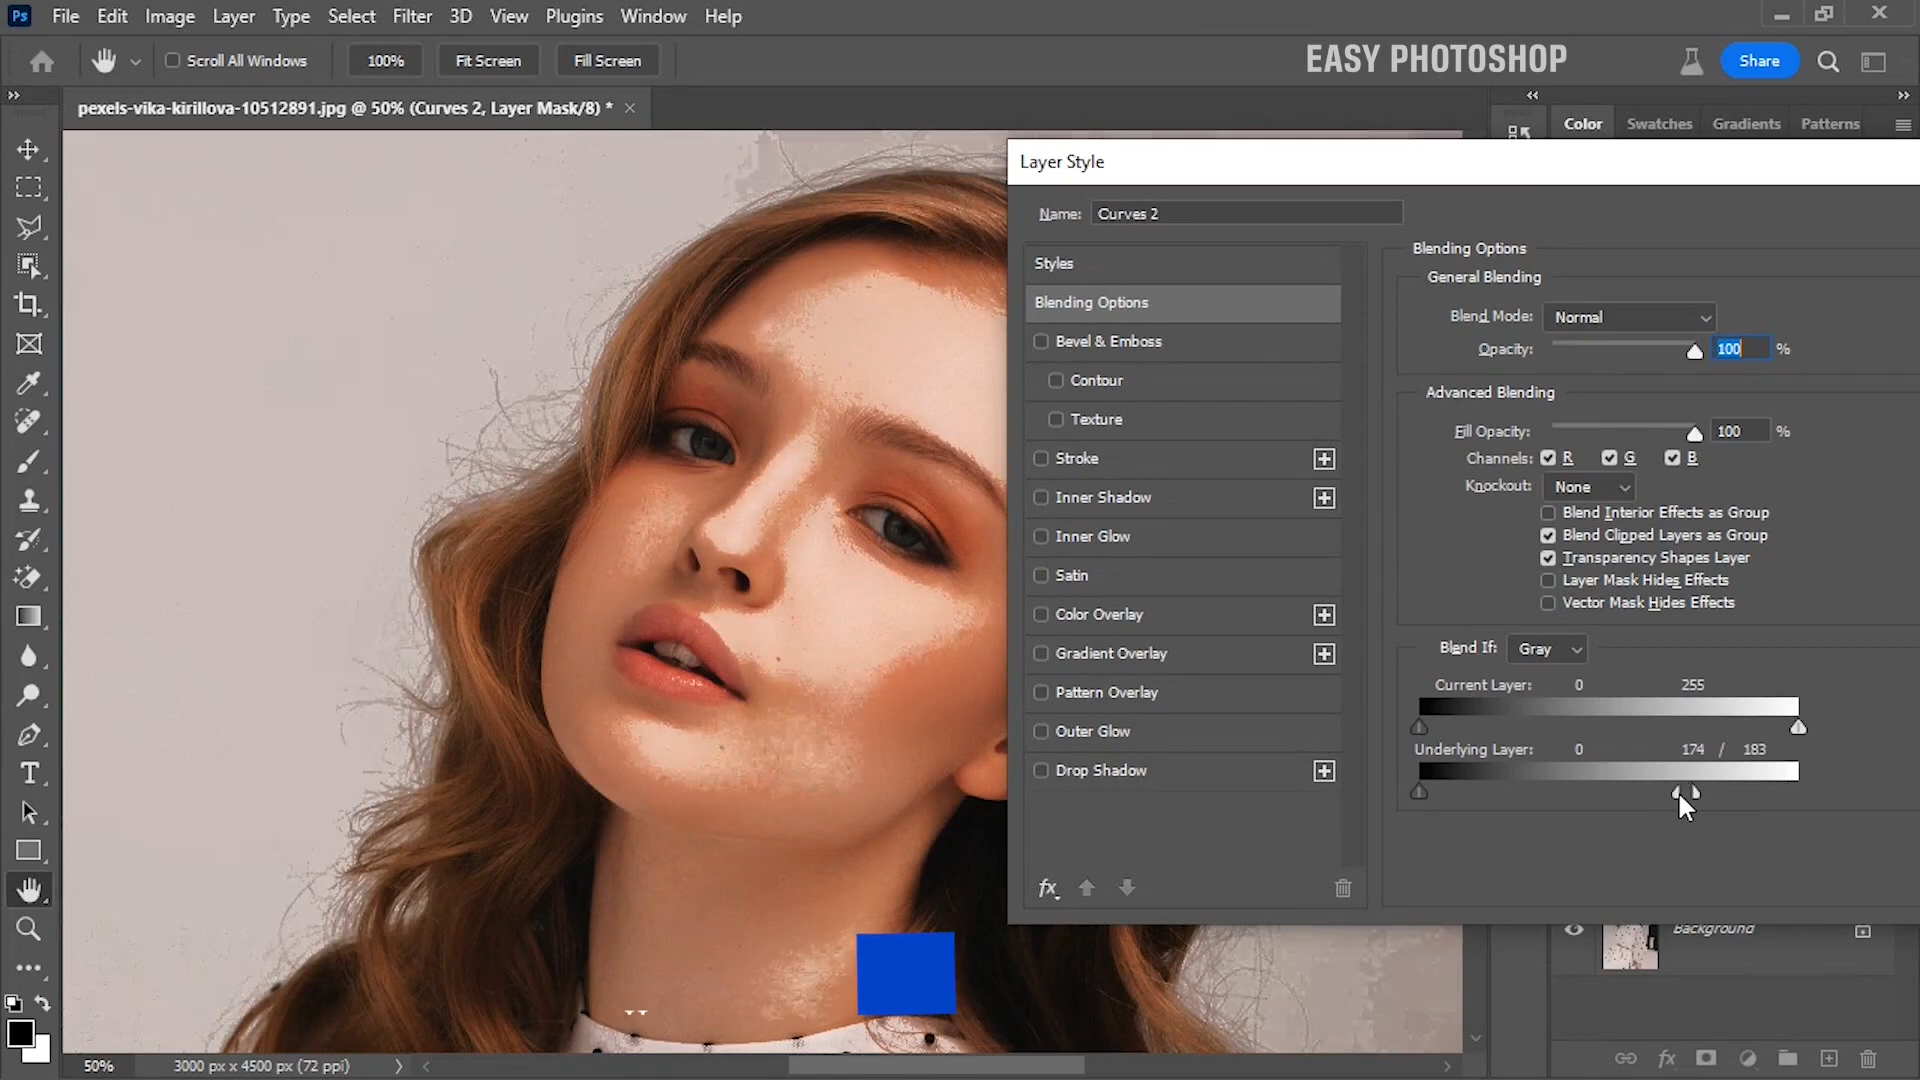 Ps File Edit Image Layer Type Select Filter 3D View Plugins Window Help
Scroll All Windows 100% Fit Screen Fill Screen EASY PHOTOSHOP Share
pexels-vika-kirillova-10512891.jpg @ 50% (Curves 2, Layer Mask/8) *
Color Swatches Gradients Patterns
Layer Style
Name: Curves 2
Styles
Blending Options
Bevel & Emboss
Contour
Texture
Stroke
Inner Shadow
Inner Glow
Satin
Color Overlay
Gradient Overlay
Pattern Overlay
Outer Glow
Drop Shadow
fx
Blending Options
General Blending
Blend Mode: Normal
Opacity: 100 %
Advanced Blending
Fill Opacity: 100 %
Channels: R G B
Knockout: None
Blend Interior Effects as Group
Blend Clipped Layers as Group
Transparency Shapes Layer
Layer Mask Hides Effects
Vector Mask Hides Effects
Blend If: Gray
Current Layer: 0 255
Underlying Layer: 0 174 / 183
Background
fx
50% 3000 px x 4500 px (72 ppi)